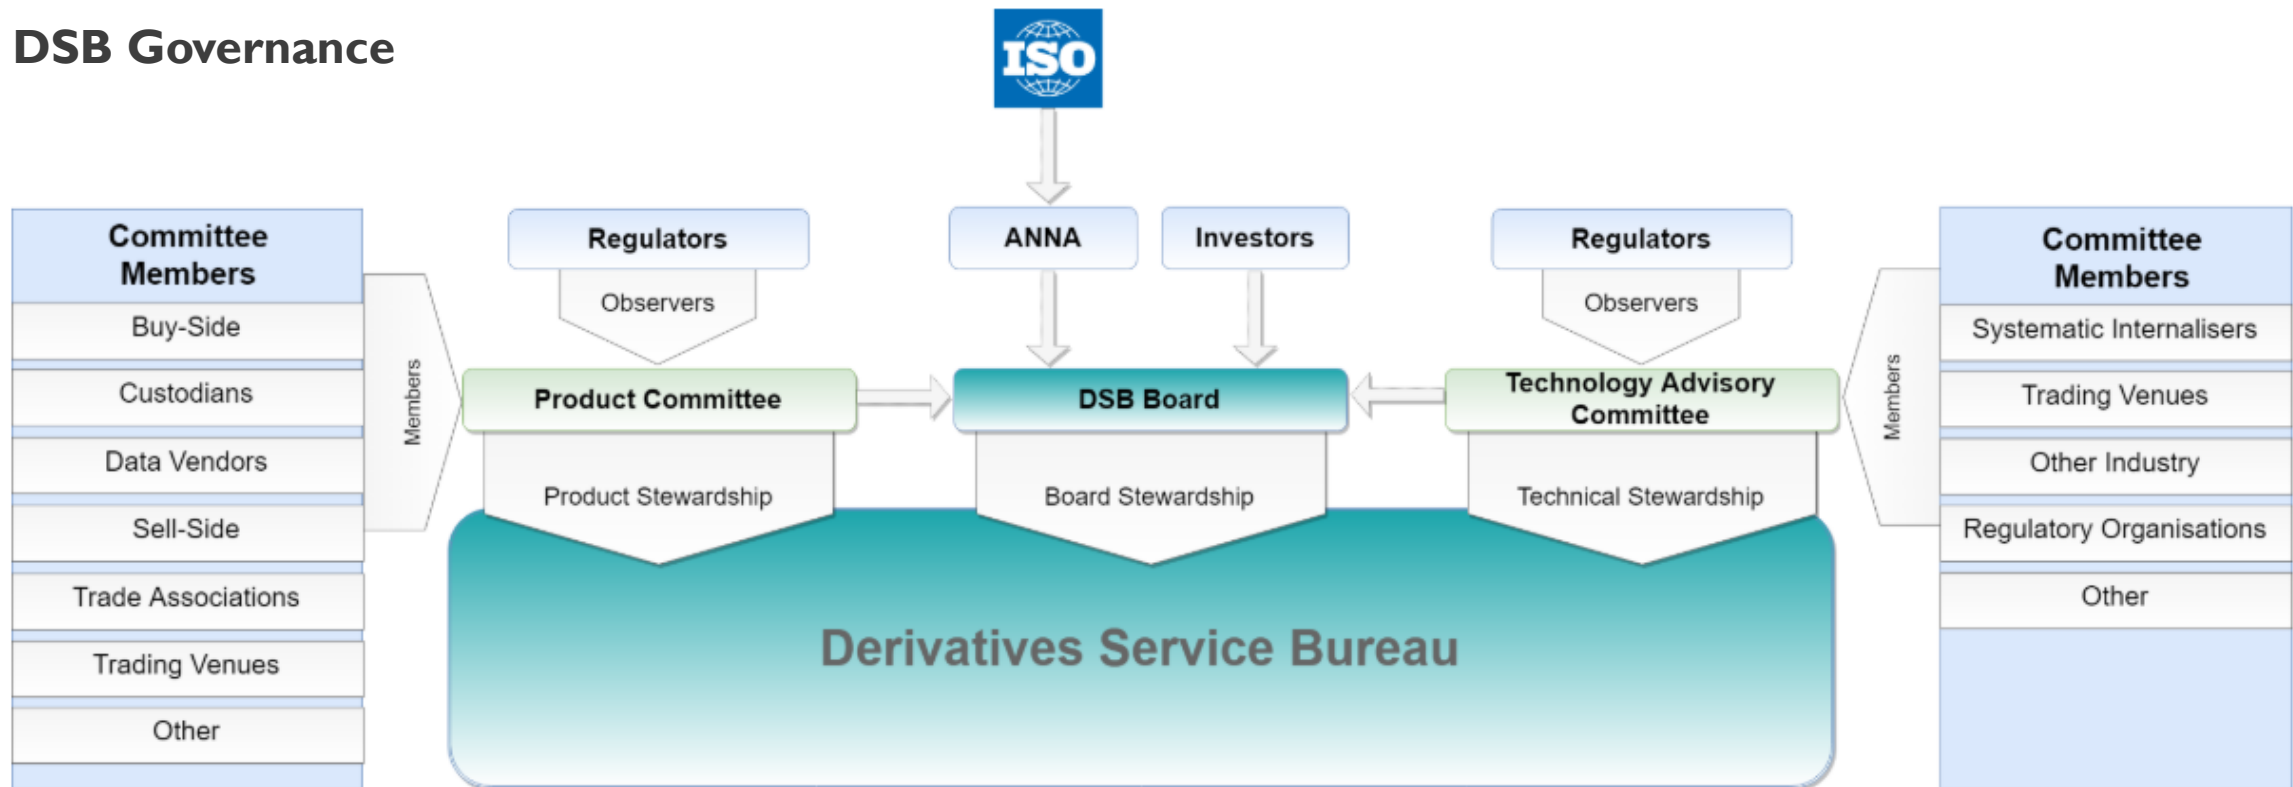 DSB Governance
ISO
Committee
Members
Buy-Side
Custodians
Data Vendors
Sell-Side
Trade Associations
Trading Venues
Other
Members
Regulators
Observers
Product Committee
Product Stewardship
ANNA
Investors
DSB Board
Board Stewardship
Regulators
Observers
Technology Advisory
Committee
Technical Stewardship
Derivatives Service Bureau
Members
Committee
Members
Systematic Internalisers
Trading Venues
Other Industry
Regulatory Organisations
Other